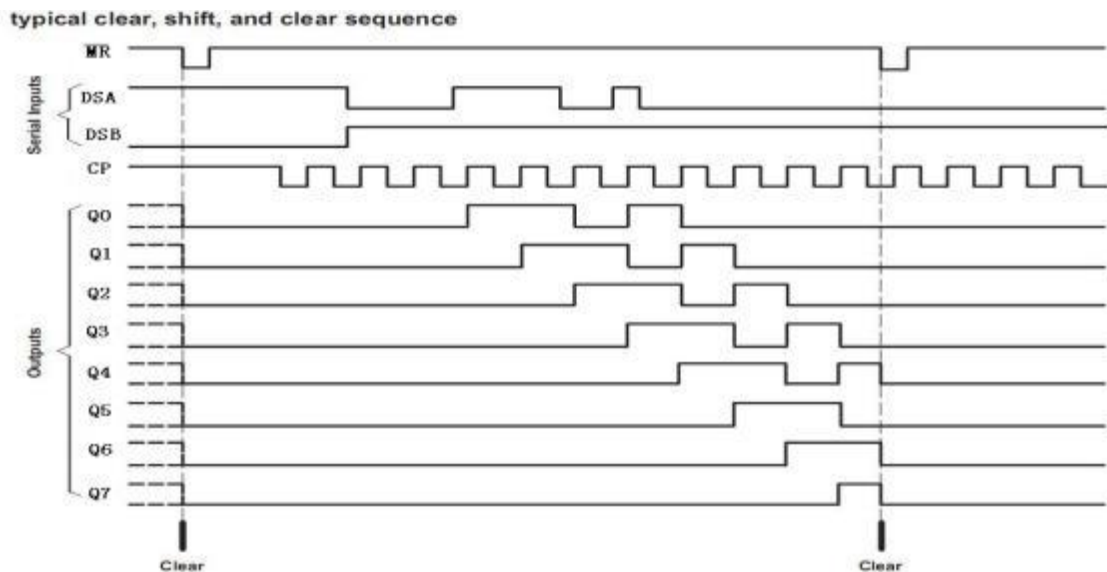 typical clear, shift, and clear sequence
MR
Serial Inputs
DSA
DSB
CP
Outputs
Q0
Q1
Q2
Q3
Q4
Q5
Q6
Q7
Clear
Clear